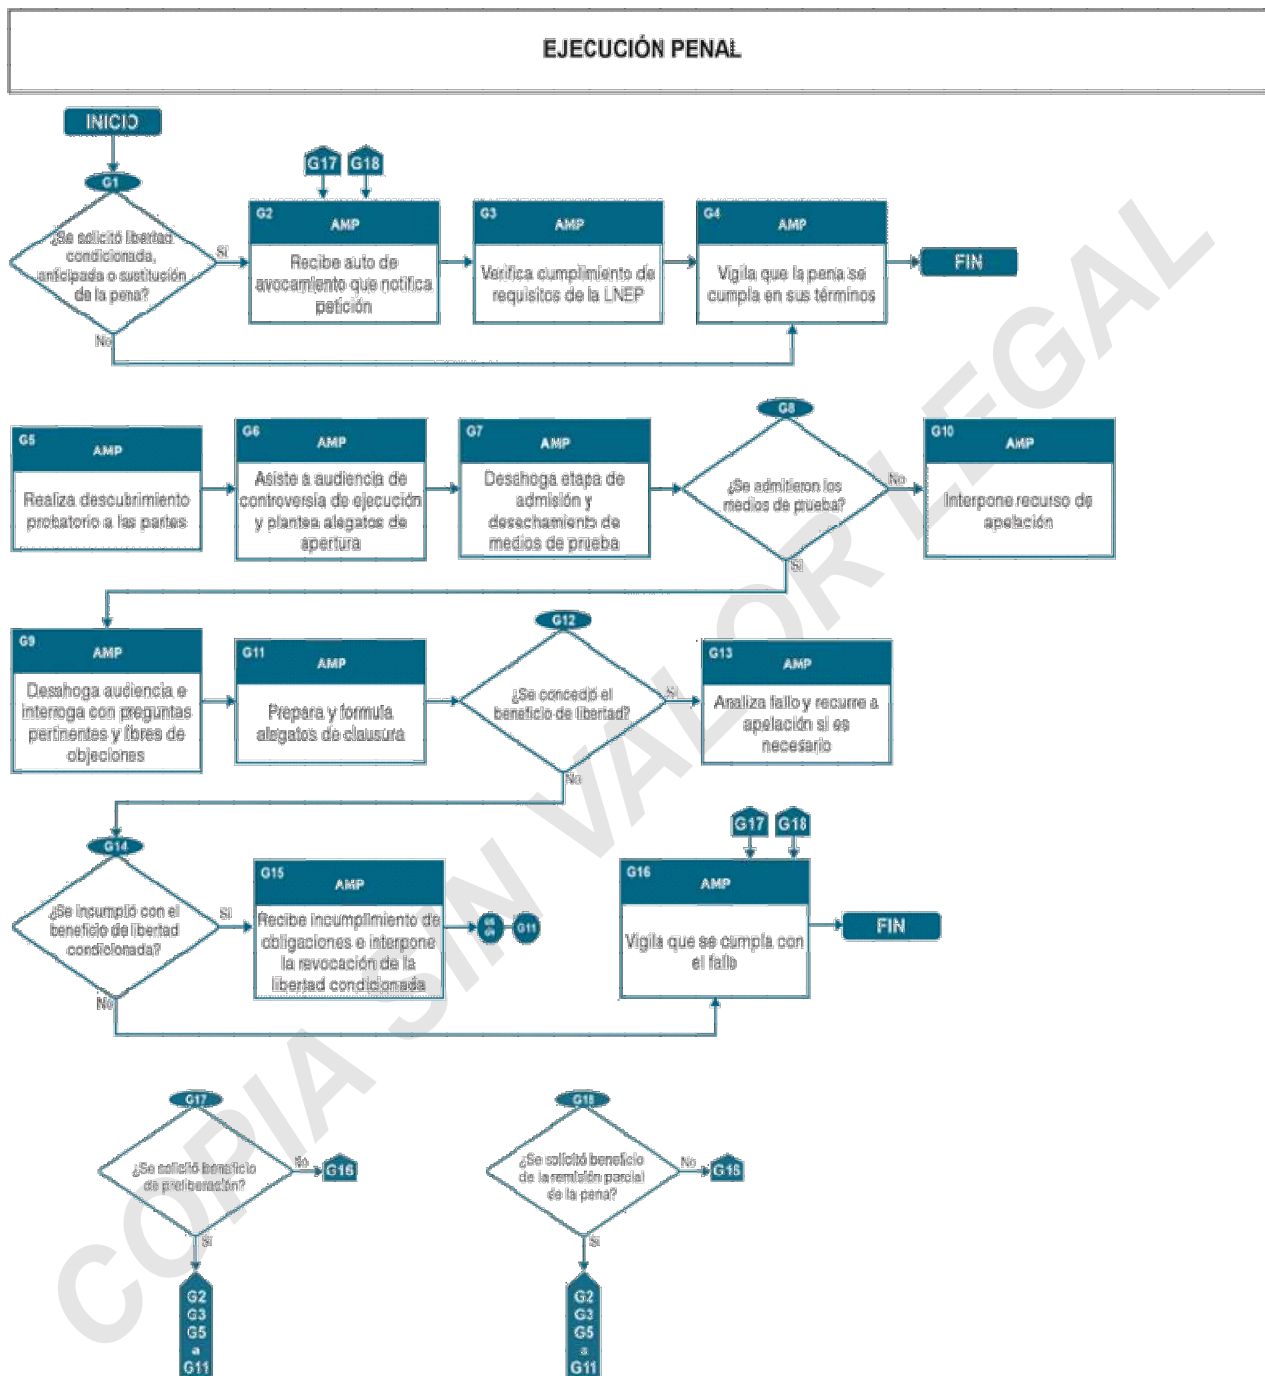 EJECUCIÓN PENAL
INICIO
G1
¿Se solicitó libertad
condicionada,
anticipada o sustitución
de la pena?
Si
No
G17
G18
G2
AMP
Recibe auto de
avocamiento que notifica
petición
G3
AMP
Verifica cumplimiento de
requisitos de la LNEP
G4
AMP
Vigila que la pena se
cumpla en sus términos
FIN
G5
AMP
Realiza descubrimiento
probatorio a las partes
G6
AMP
Asiste a audiencia de
controversia de ejecución
y plantea alegatos de
apertura
G7
AMP
Desahoga etapa de
admisión y
desechamiento de
medios de prueba
G8
¿Se admitieron los
medios de prueba?
No
Si
G10
AMP
Interpone recurso de
apelación
G9
AMP
Desahoga audiencia e
interroga con preguntas
pertinentes y libres de
objeciones
G11
AMP
Prepara y formula
alegatos de clausura
G12
¿Se concedió el
beneficio de libertad?
Si
No
G13
AMP
Analiza fallo y recurre a
apelación si es
necesario
G14
¿Se incumplió con el
beneficio de libertad
condicionada?
Si
No
G15
AMP
Recibe incumplimiento de
obligaciones e interpone
la revocación de la
libertad condicionada
G11
G17
G18
G16
AMP
Vigila que se cumpla con
el fallo
FIN
G17
¿Se solicitó beneficio
de preliberación?
No
G16
Si
G2
G3
G5
a
G11
G18
¿Se solicitó beneficio
de la remisión parcial
de la pena?
No
Si
G2
G3
G5
a
G11
COPIA SIN VALOR LEGAL